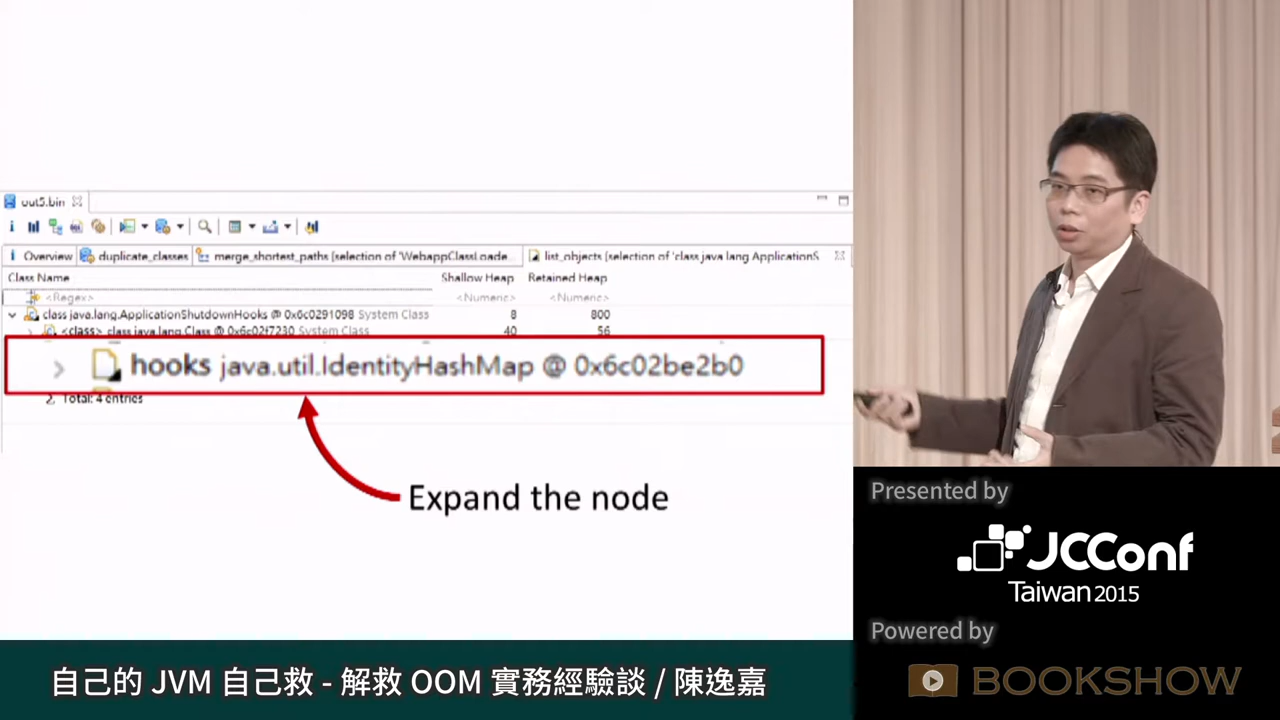 out5.bin
Overview
duplicate_classes
merge_shortest_paths [selection of 'WebappClassLoade...
list_objects [selection of 'class java.lang.ApplicationS
Class Name Shallow Heap Retained Heap
<Regex> <Numeric> <Numeric>
class java.lang.ApplicationShutdownHooks @ 0x6c0291098 System Class 8 800
<class> class java.lang.Class @ 0x6c02f7230 System Class 40 56
hooks java.util.IdentityHashMap @ 0x6c02be2b0
Σ Total: 4 entries
Expand the node
Presented by
JCConf
Taiwan 2015
Powered by
BOOKSHOW
自己的 JVM 自己救 - 解救 OOM 實務經驗談 / 陳逸嘉